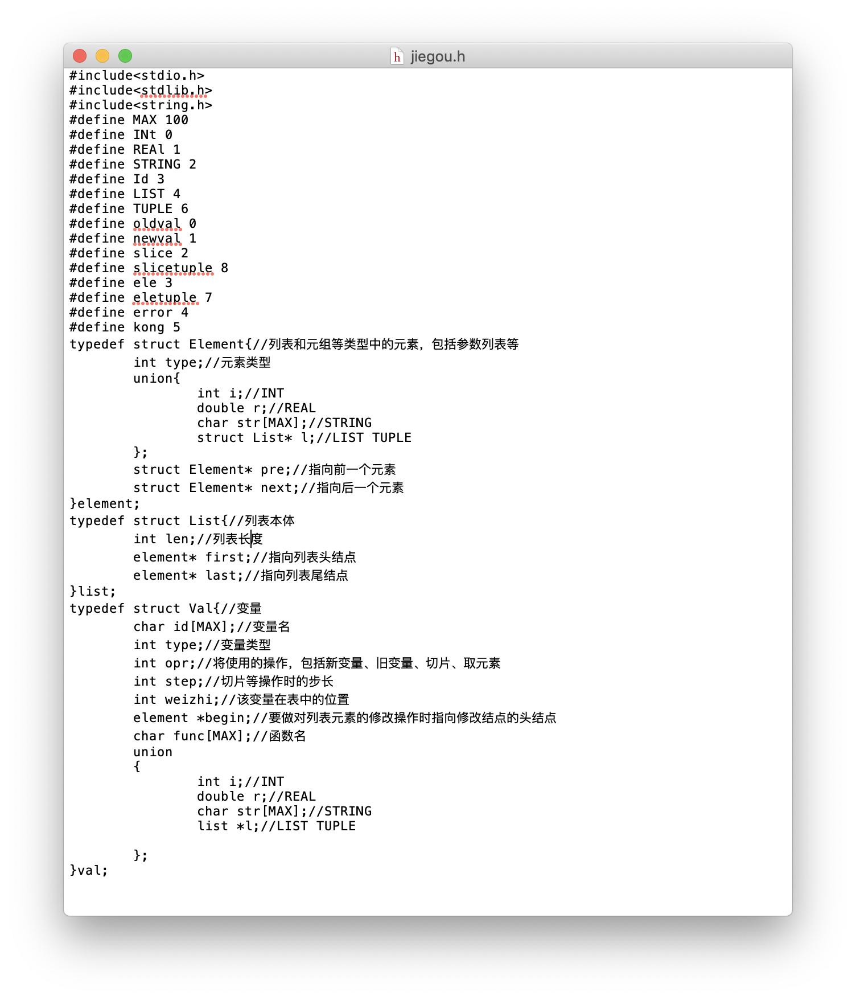 jiegou.h
#include<stdio.h>
#include<stdlib.h>
#include<string.h>
#define MAX 100
#define INt 0
#define REAl 1
#define STRING 2
#define Id 3
#define LIST 4
#define TUPLE 6
#define oldval 0
#define newval 1
#define slice 2
#define slicetuple 8
#define ele 3
#define eletuple 7
#define error 4
#define kong 5
typedef struct Element{//列表和元组等类型中的元素，包括参数列表等
        int type;//元素类型
        union{
                int i;//INT
                double r;//REAL
                char str[MAX];//STRING
                struct List* l;//LIST TUPLE
        };
        struct Element* pre;//指向前一个元素
        struct Element* next;//指向后一个元素
}element;
typedef struct List{//列表本体
        int len;//列表长度
        element* first;//指向列表头结点
        element* last;//指向列表尾结点
}list;
typedef struct Val{//变量
        char id[MAX];//变量名
        int type;//变量类型
        int opr;//将使用的操作，包括新变量、旧变量、切片、取元素
        int step;//切片等操作时的步长
        int weizhi;//该变量在表中的位置
        element *begin;//要做对列表元素的修改操作时指向修改结点的头结点
        char func[MAX];//函数名
        union
        {
                int i;//INT
                double r;//REAL
                char str[MAX];//STRING
                list *l;//LIST TUPLE
        };
}val;